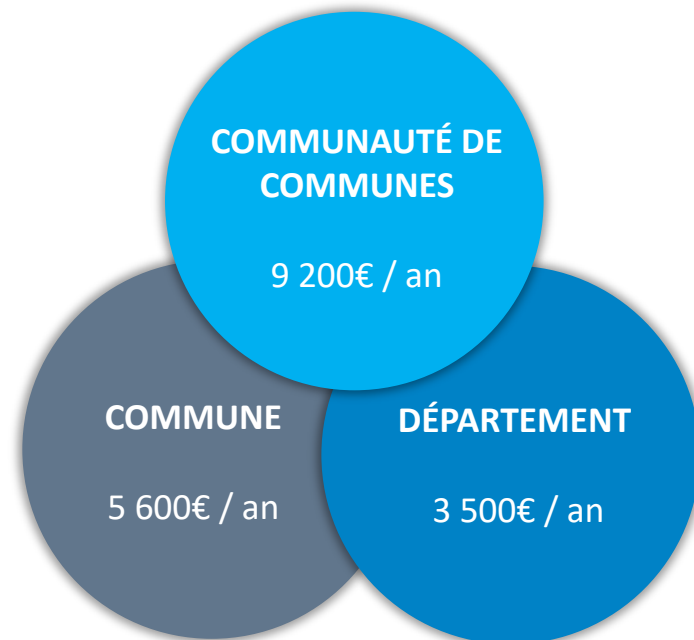 COMMUNAUTÉ DE
COMMUNES
9 200€ / an
COMMUNE
5 600€ / an
DÉPARTEMENT
3 500€ / an